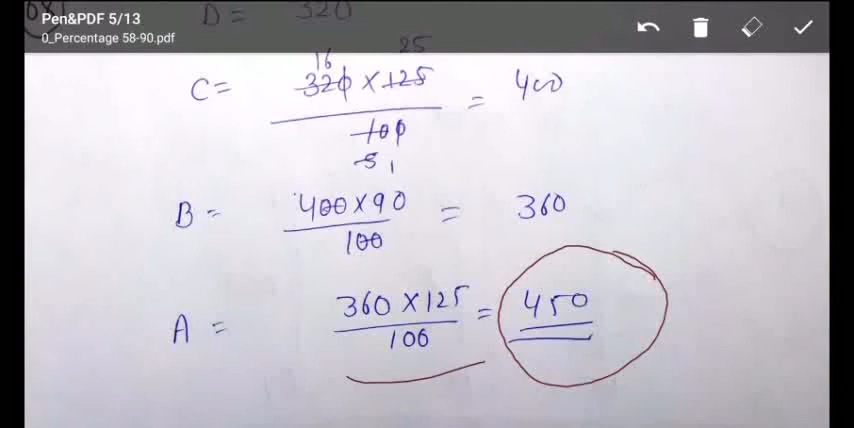 Pen&PDF 5/13
0_Percentage 58-90.pdf
D = 320
16 25
C = 320 × 125 / 100 = 400
5 1
B = 400 × 90 / 100 = 360
A = 360 × 125 / 100 = 450